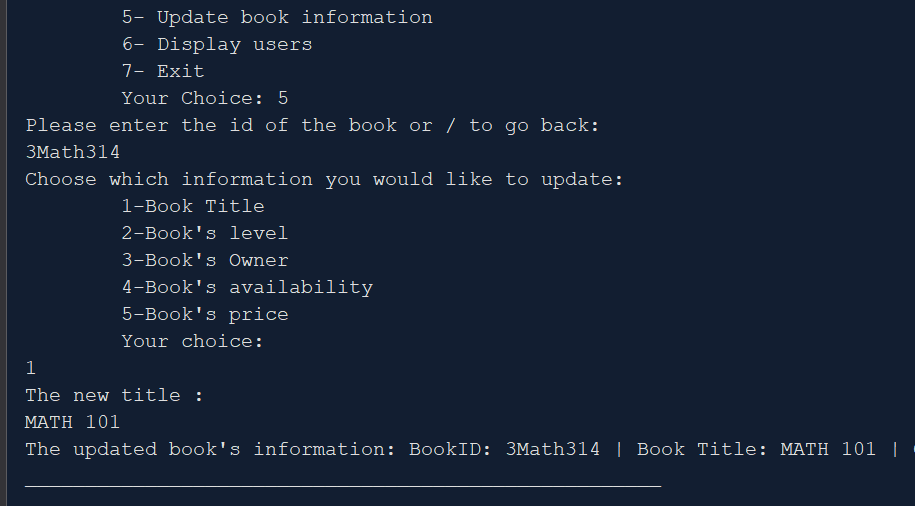 5- Update book information
6- Display users
7- Exit
Your Choice: 5
Please enter the id of the book or / to go back:
3Math314
Choose which information you would like to update:
1-Book Title
2-Book's level
3-Book's Owner
4-Book's availability
5-Book's price
Your choice:
1
The new title :
MATH 101
The updated book's information: BookID: 3Math314 | Book Title: MATH 101 |